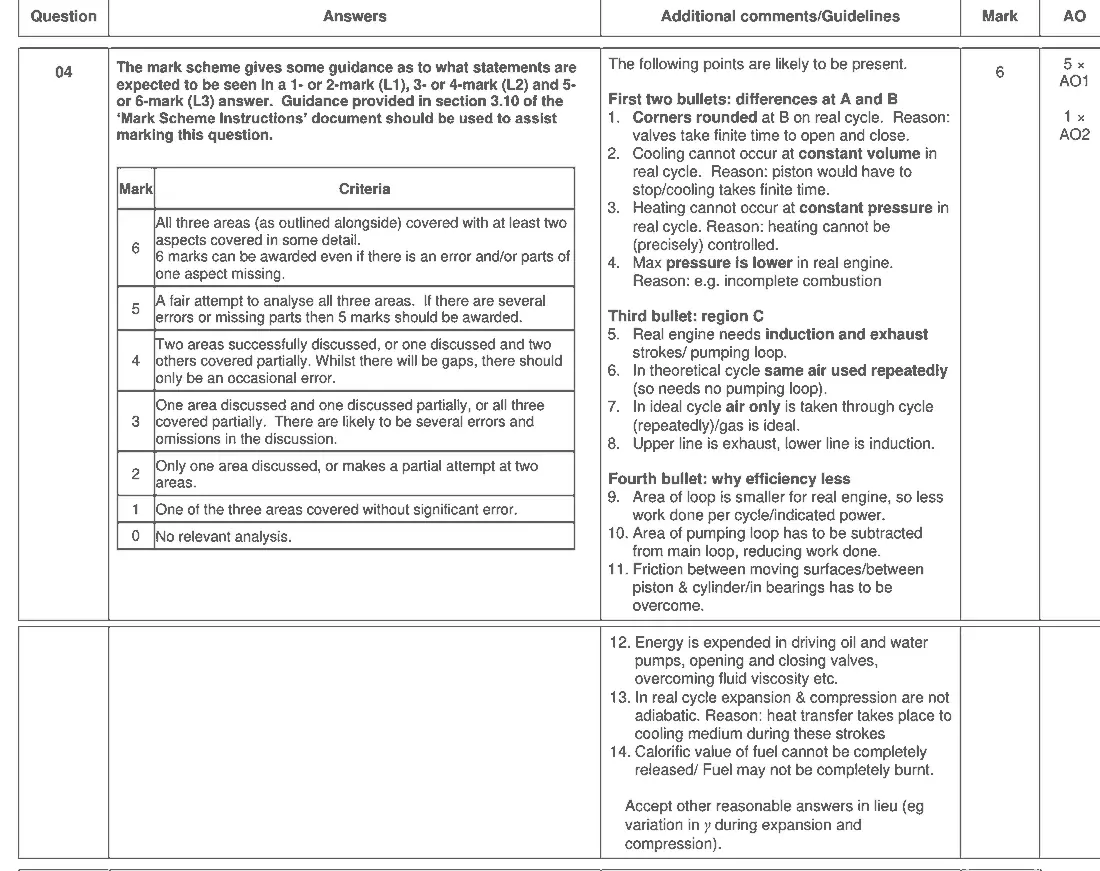 Question Answers Additional comments/Guidelines Mark AO
04
The mark scheme gives some guidance as to what statements are
expected to be seen in a 1- or 2-mark (L1), 3- or 4-mark (L2) and 5-
or 6-mark (L3) answer. Guidance provided in section 3.10 of the
‘Mark Scheme Instructions’ document should be used to assist
marking this question.
Mark Criteria
6
All three areas (as outlined alongside) covered with at least two
aspects covered in some detail.
6 marks can be awarded even if there is an error and/or parts of
one aspect missing.
5
A fair attempt to analyse all three areas. If there are several
errors or missing parts then 5 marks should be awarded.
4
Two areas successfully discussed, or one discussed and two
others covered partially. Whilst there will be gaps, there should
only be an occasional error.
3
One area discussed and one discussed partially, or all three
covered partially. There are likely to be several errors and
omissions in the discussion.
2
Only one area discussed, or makes a partial attempt at two
areas.
1 One of the three areas covered without significant error.
0 No relevant analysis.
The following points are likely to be present.
First two bullets: differences at A and B
1. Corners rounded at B on real cycle. Reason:
valves take finite time to open and close.
2. Cooling cannot occur at constant volume in
real cycle. Reason: piston would have to
stop/cooling takes finite time.
3. Heating cannot occur at constant pressure in
real cycle. Reason: heating cannot be
(precisely) controlled.
4. Max pressure is lower in real engine.
Reason: e.g. incomplete combustion
Third bullet: region C
5. Real engine needs induction and exhaust
strokes/ pumping loop.
6. In theoretical cycle same air used repeatedly
(so needs no pumping loop).
7. In ideal cycle air only is taken through cycle
(repeatedly)/gas is ideal.
8. Upper line is exhaust, lower line is induction.
Fourth bullet: why efficiency less
9. Area of loop is smaller for real engine, so less
work done per cycle/indicated power.
10. Area of pumping loop has to be subtracted
from main loop, reducing work done.
11. Friction between moving surfaces/between
piston & cylinder/in bearings has to be
overcome.
6
5 ×
AO1
1 ×
AO2
12. Energy is expended in driving oil and water
pumps, opening and closing valves,
overcoming fluid viscosity etc.
13. In real cycle expansion & compression are not
adiabatic. Reason: heat transfer takes place to
cooling medium during these strokes
14. Calorific value of fuel cannot be completely
released/ Fuel may not be completely burnt.
Accept other reasonable answers in lieu (eg
variation in γ during expansion and
compression).